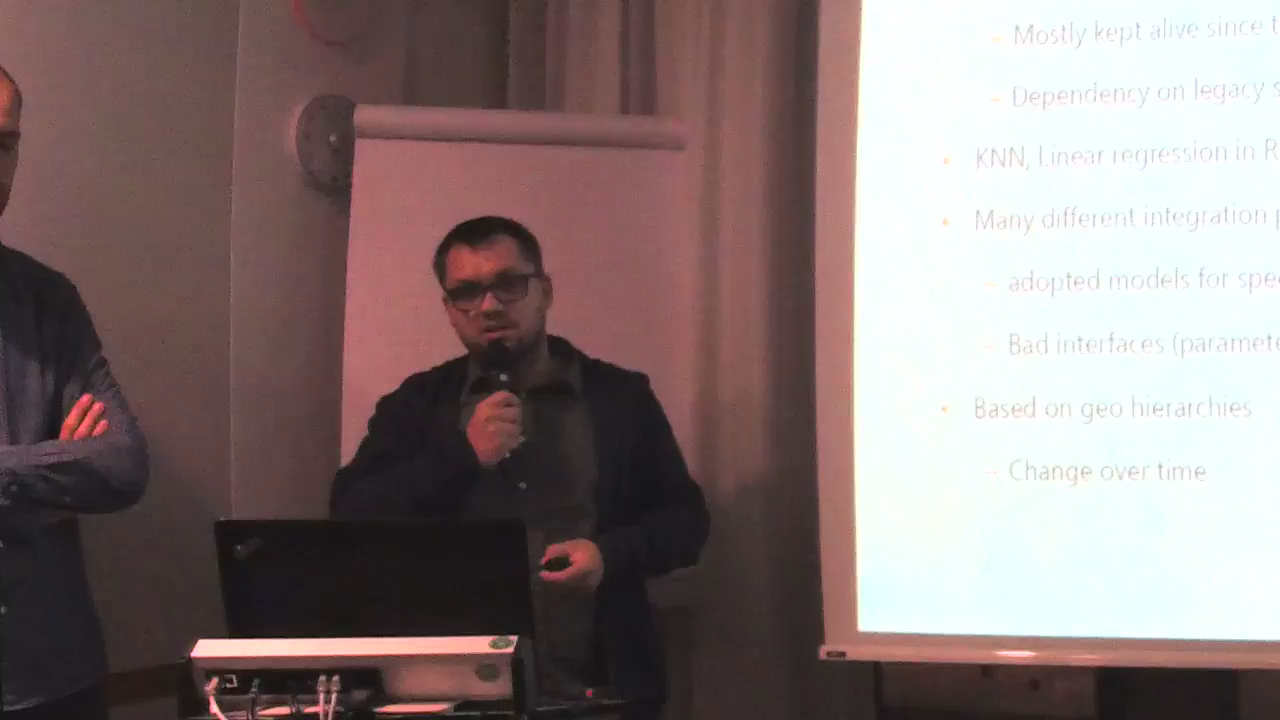 – Mostly kept alive since t
– Dependency on legacy s
• KNN, Linear regression in R
• Many different integration p
– adopted models for spec
– Bad interfaces (paramete
• Based on geo hierarchies
– Change over time